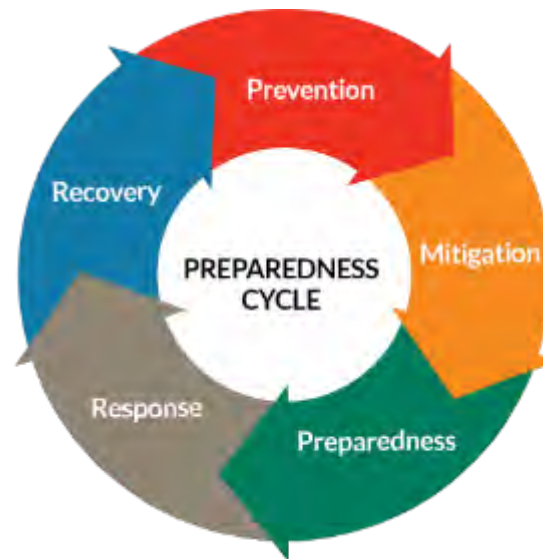 Prevention
Recovery
Mitigation
PREPAREDNESS
CYCLE
Response
Preparedness